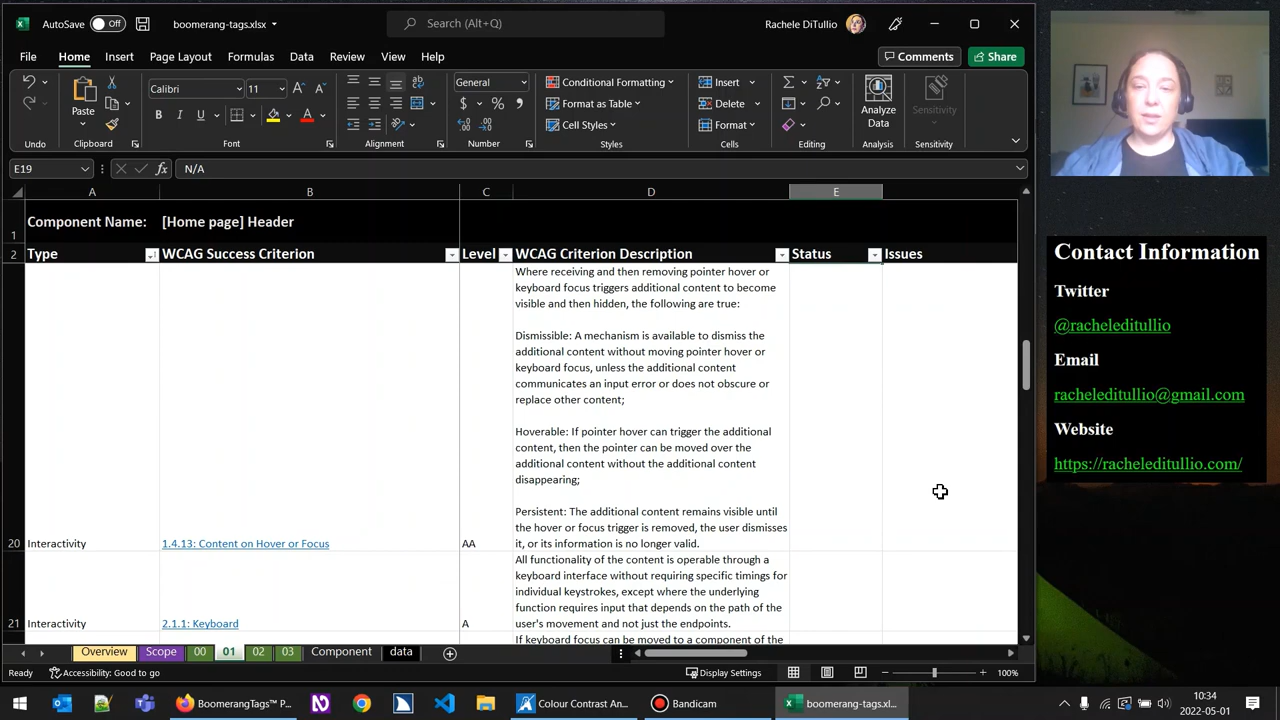 AutoSave Off boomerang-tags.xlsx Search (Alt+Q) Rachele DiTullio
File Home Insert Page Layout Formulas Data Review View Help Comments Share
Calibri 11 General Conditional Formatting Insert
Paste B I U A $ % 9 Format as Table Delete Analyze Data Sensitivity
Cell Styles Format
Undo Clipboard Font Alignment Number Styles Cells Editing Analysis Sensitivity
E19 fx N/A
A B C D E
1 Component Name: [Home page] Header
2 Type WCAG Success Criterion Level WCAG Criterion Description Status Issues
Where receiving and then removing pointer hover or
keyboard focus triggers additional content to become
visible and then hidden, the following are true:
Dismissible: A mechanism is available to dismiss the
additional content without moving pointer hover or
keyboard focus, unless the additional content
communicates an input error or does not obscure or
replace other content;
Hoverable: If pointer hover can trigger the additional
content, then the pointer can be moved over the
additional content without the additional content
disappearing;
Persistent: The additional content remains visible until
the hover or focus trigger is removed, the user dismisses
20 Interactivity 1.4.13: Content on Hover or Focus AA it, or its information is no longer valid.
All functionality of the content is operable through a
keyboard interface without requiring specific timings for
individual keystrokes, except where the underlying
function requires input that depends on the path of the
21 Interactivity 2.1.1: Keyboard A user's movement and not just the endpoints.
If keyboard focus can be moved to a component of the
Overview Scope 00 01 02 03 Component data
Ready Accessibility: Good to go Display Settings 100%
BoomerangTags™ P... Colour Contrast An... Bandicam boomerang-tags.xl... 10:34
2022-05-01
Contact Information
Twitter
@racheleditullio
Email
racheleditullio@gmail.com
Website
https://racheleditullio.com/